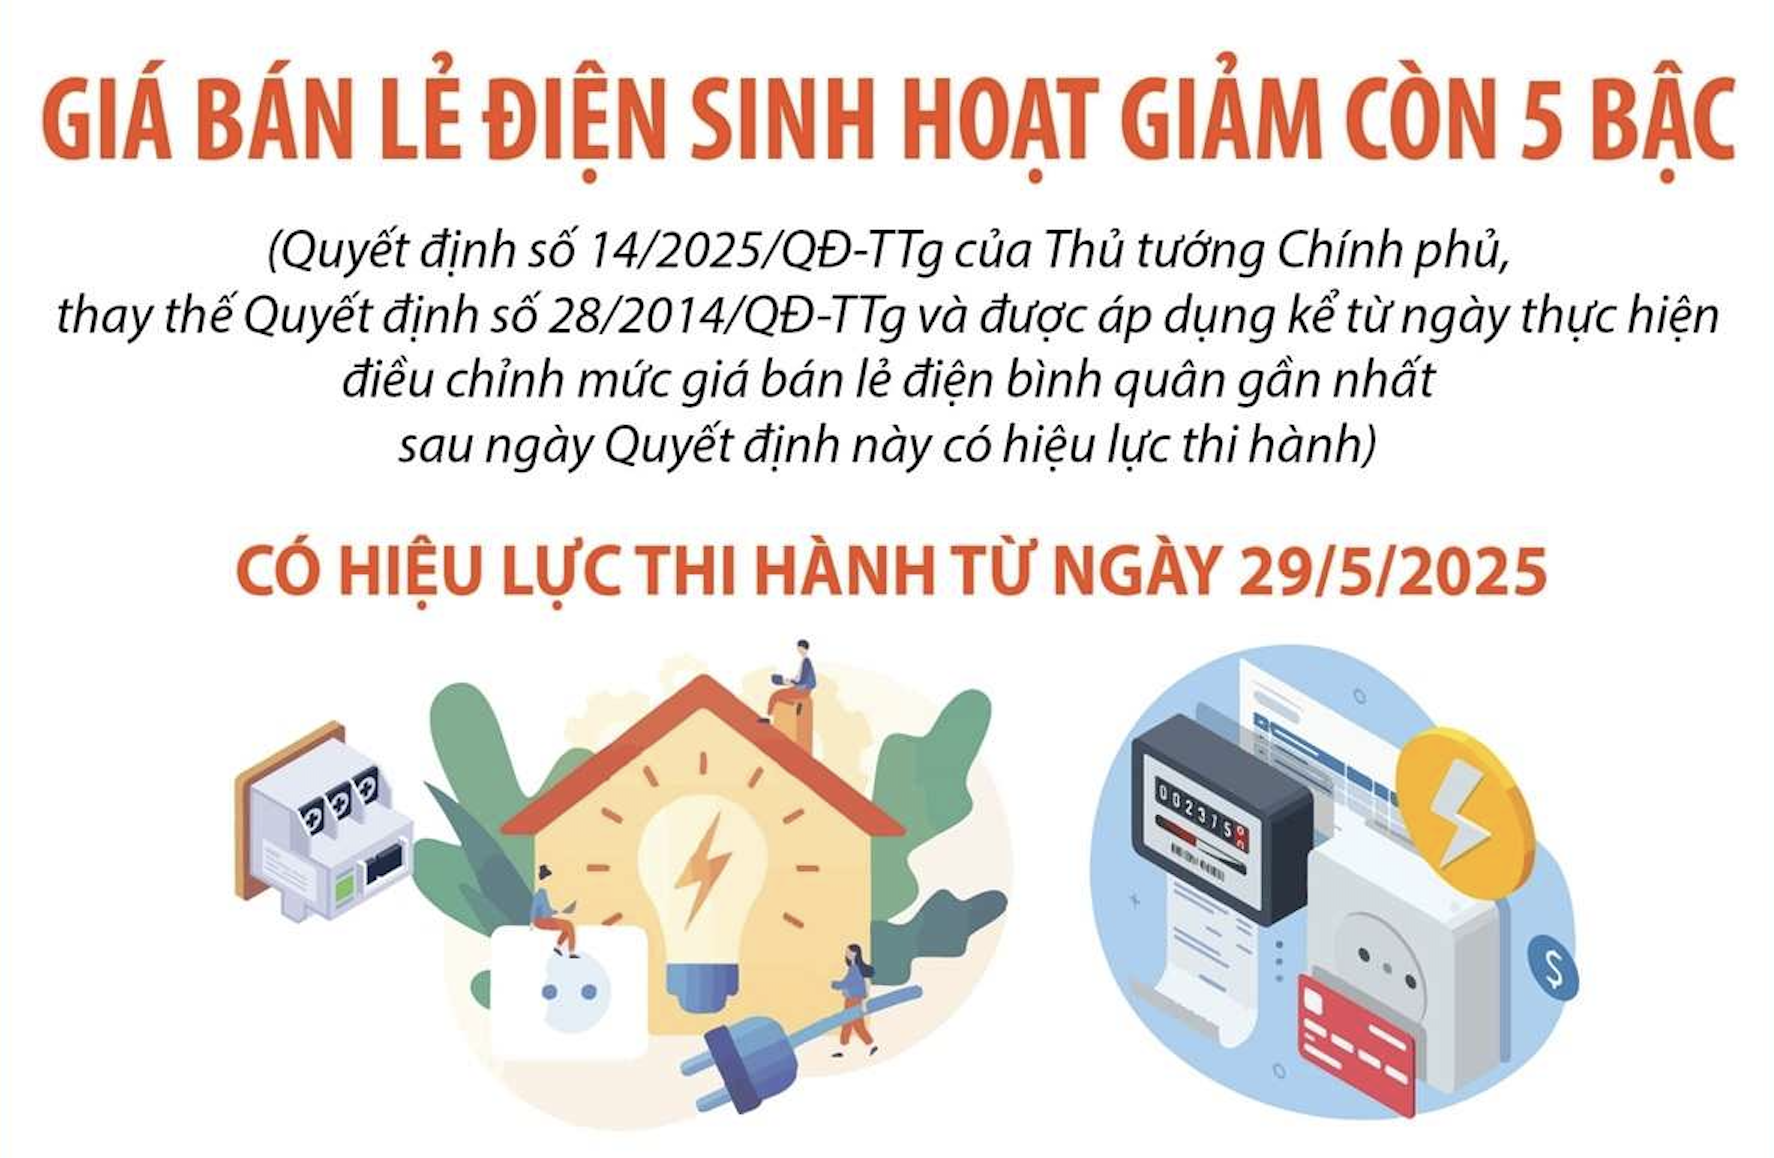 GIÁ BÁN LẺ ĐIỆN SINH HOẠT GIẢM CÒN 5 BẬC
(Quyết định số 14/2025/QĐ-TTg của Thủ tướng Chính phủ,
thay thế Quyết định số 28/2014/QĐ-TTg và được áp dụng kể từ ngày thực hiện
điều chỉnh mức giá bán lẻ điện bình quân gần nhất
sau ngày Quyết định này có hiệu lực thi hành)
CÓ HIỆU LỰC THI HÀNH TỪ NGÀY 29/5/2025
002375
$